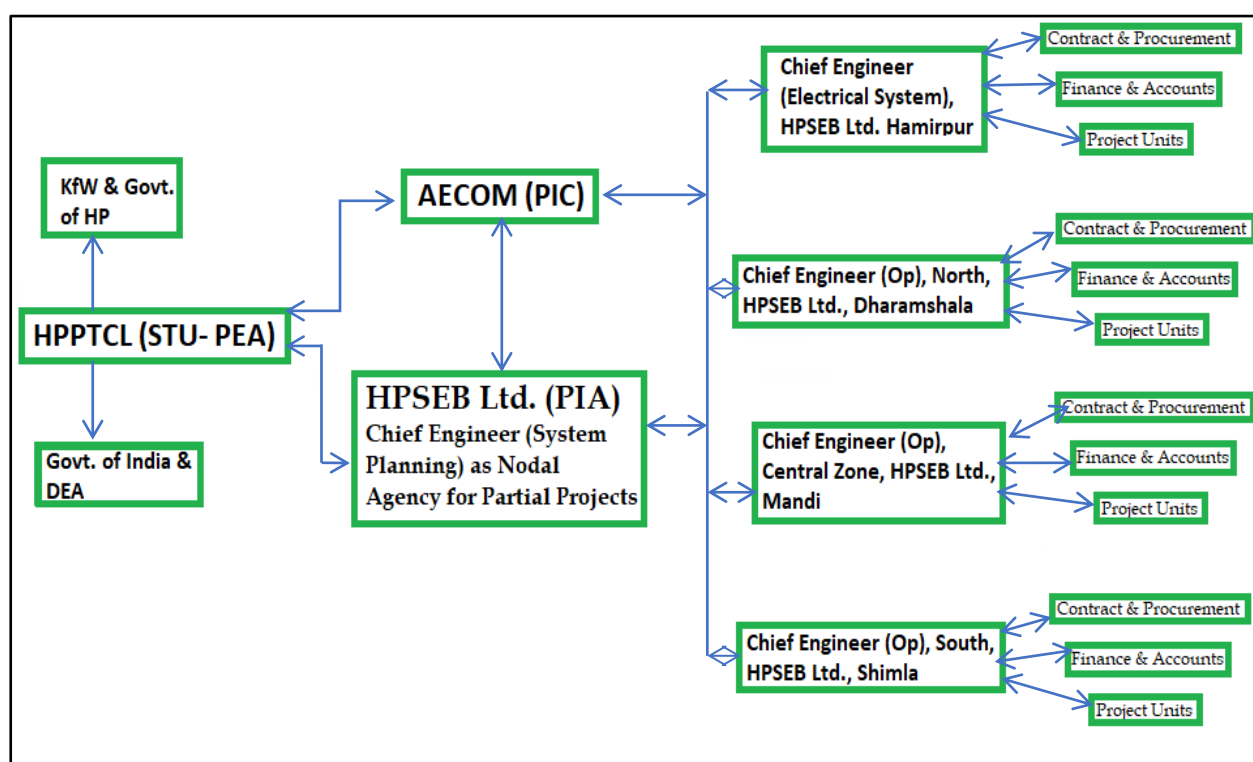 KfW & Govt.
of HP
HPPTCL (STU- PEA)
Govt. of India &
DEA
AECOM (PIC)
HPSEB Ltd. (PIA)
Chief Engineer (System
Planning) as Nodal
Agency for Partial Projects
Chief Engineer
(Electrical System),
HPSEB Ltd. Hamirpur
Contract & Procurement
Finance & Accounts
Project Units
Chief Engineer (Op), North,
HPSEB Ltd., Dharamshala
Contract & Procurement
Finance & Accounts
Project Units
Chief Engineer (Op),
Central Zone, HPSEB Ltd.,
Mandi
Contract & Procurement
Finance & Accounts
Project Units
Chief Engineer (Op), South,
HPSEB Ltd., Shimla
Contract & Procurement
Finance & Accounts
Project Units